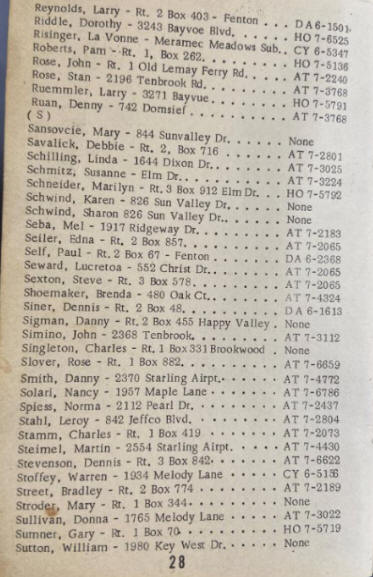 Reynolds, Larry - Rt. 2 Box 403 - Fenton . . . DA 6-1501
Riddle, Dorothy - 3243 Bayvoe Blvd. . . . . . HO 7-6525
Risinger, La Vonne - Meramec Meadows Sub. . CY 6-5347
Roberts, Pam - Rt. 1, Box 262. . . . . . . . . HO 7-5136
Rose, John - Rt. 1 Old Lemay Ferry Rd. . . . . AT 7-2240
Rose, Stan - 2196 Tenbrook Rd. . . . . . . . . AT 7-3768
Ruemmler, Larry - 3271 Bayvue. . . . . . . . . HO 7-5791
Ruan, Denny - 742 Domsief . . . . . . . . . . AT 7-3768
( S )
Sansovcie, Mary - 844 Sunvalley Dr. . . . . . None
Savalick, Debbie - Rt. 2, Box 716 . . . . . . AT 7-2801
Schilling, Linda - 1644 Dixon Dr. . . . . . . AT 7-3025
Schmitz, Susanne - Elm Dr. . . . . . . . . . . AT 7-3224
Schneider, Marilyn - Rt. 3 Box 912 Elm Dr. . . HO 7-5792
Schwind, Karen - 826 Sun Valley Dr. . . . . . None
Schwind, Sharon 826 Sun Valley Dr. . . . . . . None
Seba, Mel - 1917 Ridgeway Dr. . . . . . . . . AT 7-2183
Seiler, Edna - Rt. 2 Box 857. . . . . . . . . AT 7-2065
Self, Paul - Rt. 2 Box 67 - Fenton . . . . . . DA 6-2368
Seward, Lucretoa - 552 Christ Dr. . . . . . . AT 7-2065
Sexton, Steve - Rt. 3 Box 578. . . . . . . . . AT 7-2065
Shoemaker, Brenda - 480 Oak Ct. . . . . . . . AT 7-4324
Siner, Dennis - Rt. 2 Box 48. . . . . . . . . DA 6-1613
Sigman, Danny - Rt. 2 Box 455 Happy Valley . None
Simino, John - 2368 Tenbrook. . . . . . . . . AT 7-3112
Singleton, Charles - Rt. 1 Box 331 Brookwood . None
Slover, Rose - Rt. 1 Box 882. . . . . . . . . AT 7-6659
Smith, Danny - 2370 Starling Airpt. . . . . . AT 7-4772
Solari, Nancy - 1957 Maple Lane . . . . . . . AT 7-6786
Spiess, Norma - 2112 Pearl Dr. . . . . . . . . AT 7-2437
Stahl, Leroy - 842 Jeffco Blvd. . . . . . . . AT 7-2804
Stamm, Charles - Rt. 1 Box 419 . . . . . . . . AT 7-2073
Steimel, Martin - 2554 Starling Airpt. . . . . AT 7-4430
Stevenson, Dennis - Rt. 3 Box 842. . . . . . . AT 7-6622
Stoffey, Warren - 1934 Melody Lane . . . . . . CY 6-5156
Street, Bradley - Rt. 2 Box 774 . . . . . . . AT 7-2189
Stroder, Mary - Rt. 1 Box 344. . . . . . . . . None
Sullivan, Donna - 1765 Melody Lane . . . . . . AT 7-3022
Sumner, Gary - Rt. 1 Box 70. . . . . . . . . . HO 7-5719
Sutton, William - 1980 Key West Dr. . . . . . None
28